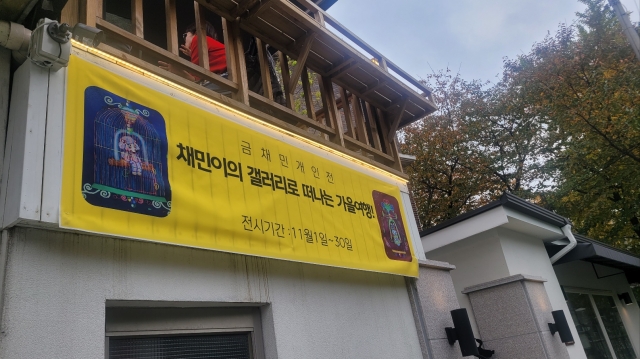 금채민개인전
채민이의 갤러리로 떠나는 가을여행!
전시기간 : 11월1일~30일